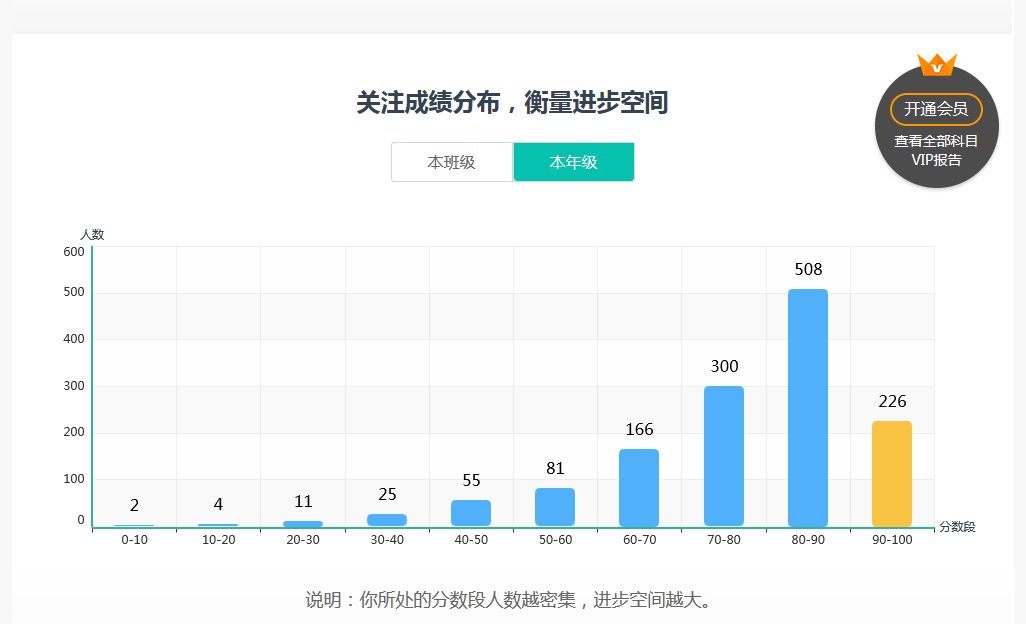 关注成绩分布，衡量进步空间
开通会员
查看全部科目
VIP报告
本班级 本年级
人数
600
500
400
300
200
100
0
2 4 11 25 55 81 166 300 508 226
0-10 10-20 20-30 30-40 40-50 50-60 60-70 70-80 80-90 90-100
分数段
说明：你所处的分数段人数越密集，进步空间越大。